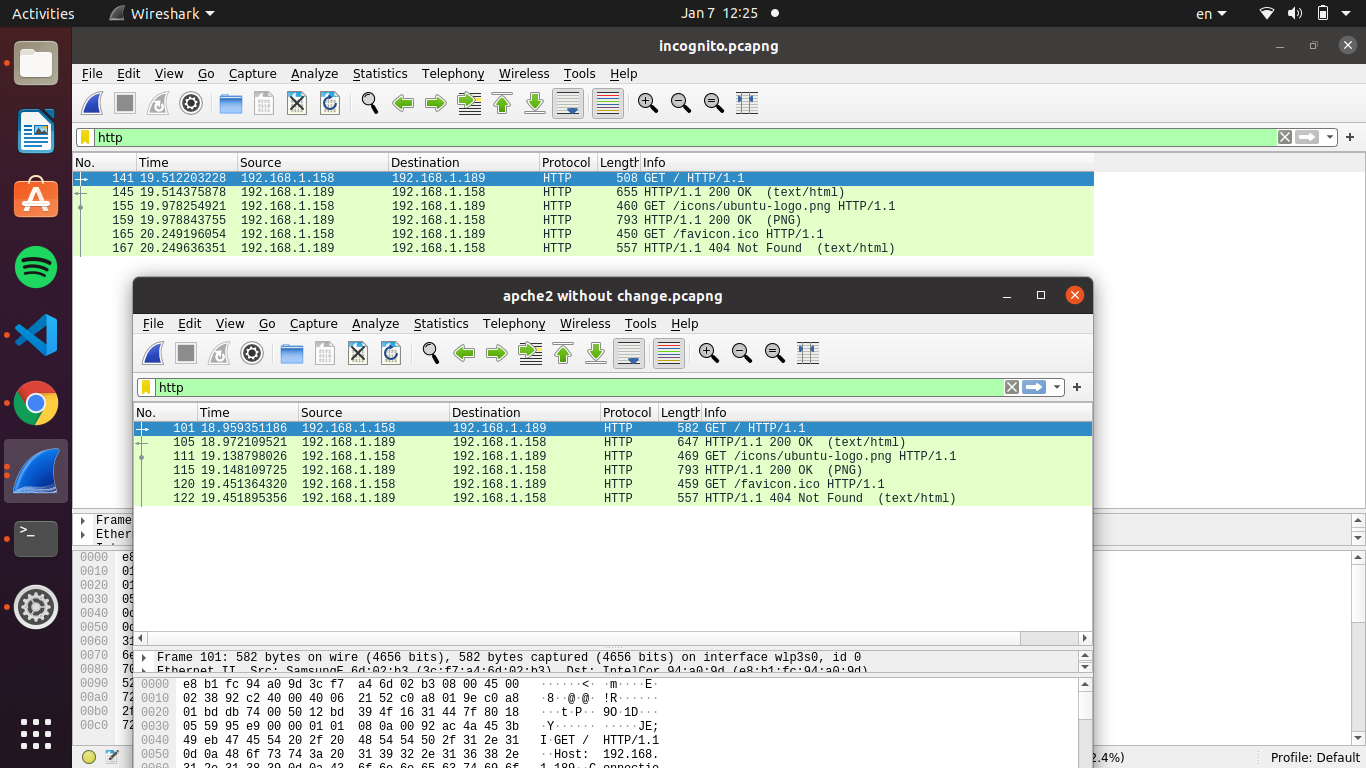 Activities Wireshark Jan 7 12:25 en
incognito.pcapng
File Edit View Go Capture Analyze Statistics Telephony Wireless Tools Help
http
No. Time Source Destination Protocol Length Info
141 19.512203228 192.168.1.158 192.168.1.189 HTTP 508 GET / HTTP/1.1
145 19.514375878 192.168.1.189 192.168.1.158 HTTP 655 HTTP/1.1 200 OK (text/html)
155 19.978254921 192.168.1.158 192.168.1.189 HTTP 460 GET /icons/ubuntu-logo.png HTTP/1.1
159 19.978843755 192.168.1.189 192.168.1.158 HTTP 793 HTTP/1.1 200 OK (PNG)
165 20.249196054 192.168.1.158 192.168.1.189 HTTP 450 GET /favicon.ico HTTP/1.1
167 20.249636351 192.168.1.189 192.168.1.158 HTTP 557 HTTP/1.1 404 Not Found (text/html)
apche2 without change.pcapng
File Edit View Go Capture Analyze Statistics Telephony Wireless Tools Help
http
No. Time Source Destination Protocol Length Info
101 18.959351186 192.168.1.158 192.168.1.189 HTTP 582 GET / HTTP/1.1
105 18.972109521 192.168.1.189 192.168.1.158 HTTP 647 HTTP/1.1 200 OK (text/html)
111 19.138798026 192.168.1.158 192.168.1.189 HTTP 469 GET /icons/ubuntu-logo.png HTTP/1.1
115 19.148109725 192.168.1.189 192.168.1.158 HTTP 793 HTTP/1.1 200 OK (PNG)
120 19.451364320 192.168.1.158 192.168.1.189 HTTP 459 GET /favicon.ico HTTP/1.1
122 19.451895356 192.168.1.189 192.168.1.158 HTTP 557 HTTP/1.1 404 Not Found (text/html)
Frame
Ether
0000 e8
0010 01
0020 01
0030 05
0040 0d
0050 0d
0060 31
0070 6e
0080 70
0090 52
00a0 72
00b0 2f
00c0 72
Frame 101: 582 bytes on wire (4656 bits), 582 bytes captured (4656 bits) on interface wlp3s0, id 0
Ethernet II, Src: SamsungE_6d:02:b3 (3c:f7:a4:6d:02:b3), Dst: IntelCor_94:a0:9d (e8:b1:fc:94:a0:9d)
0000 e8 b1 fc 94 a0 9d 3c f7 a4 6d 02 b3 08 00 45 00 ······<· ·m····E·
0010 02 38 92 c2 40 00 40 06 21 52 c0 a8 01 9e c0 a8 ·8··@·@· !R······
0020 01 bd db 74 00 50 12 bd 39 4f 16 31 44 7f 80 18 ···t·P·· 9O·1D···
0030 05 59 95 e9 00 00 01 01 08 0a 00 92 ac 4a 45 3b ·Y······ ·····JE;
0040 49 eb 47 45 54 20 2f 20 48 54 54 50 2f 31 2e 31 I·GET / HTTP/1.1
0050 0d 0a 48 6f 73 74 3a 20 31 39 32 2e 31 36 38 2e ··Host: 192.168.
0060 31 2e 31 38 39 0d 0a 43 6f 6e 6e 65 63 74 69 6f 1.189··C onnectio
2.4%) Profile: Default